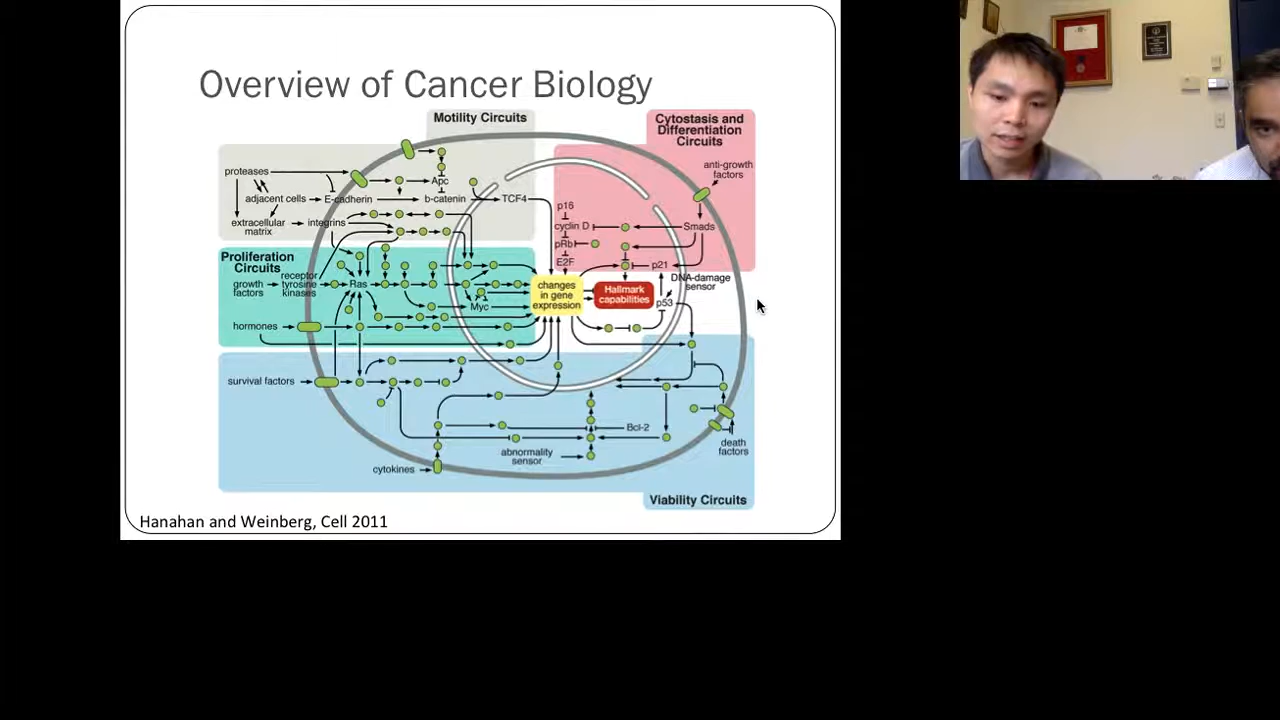 Overview of Cancer Biology
Motility Circuits
Cytostasis and
Differentiation
Circuits
proteases
adjacent cells
E-cadherin
extracellular
matrix
integrins
Apc
b-catenin
TCF4
anti-growth
factors
p16
cyclin D
pRb
E2F
Smads
p21
DNA-damage
sensor
Proliferation
Circuits
growth
factors
receptor
tyrosine
kinases
Ras
Myc
hormones
changes
in gene
expression
Hallmark
capabilities
p53
survival factors
cytokines
abnormality
sensor
Bcl-2
death
factors
Viability Circuits
Hanahan and Weinberg, Cell 2011